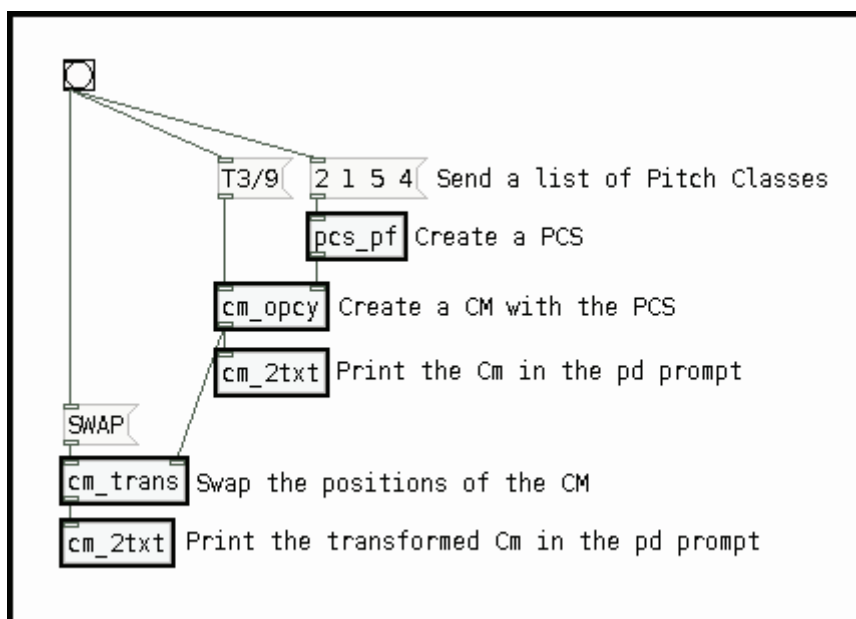 T3/9 2 1 5 4 Send a list of Pitch Classes
pcs_pf Create a PCS
cm_opcy Create a CM with the PCS
cm_2txt Print the Cm in the pd prompt
SWAP
cm_trans Swap the positions of the CM
cm_2txt Print the transformed Cm in the pd prompt